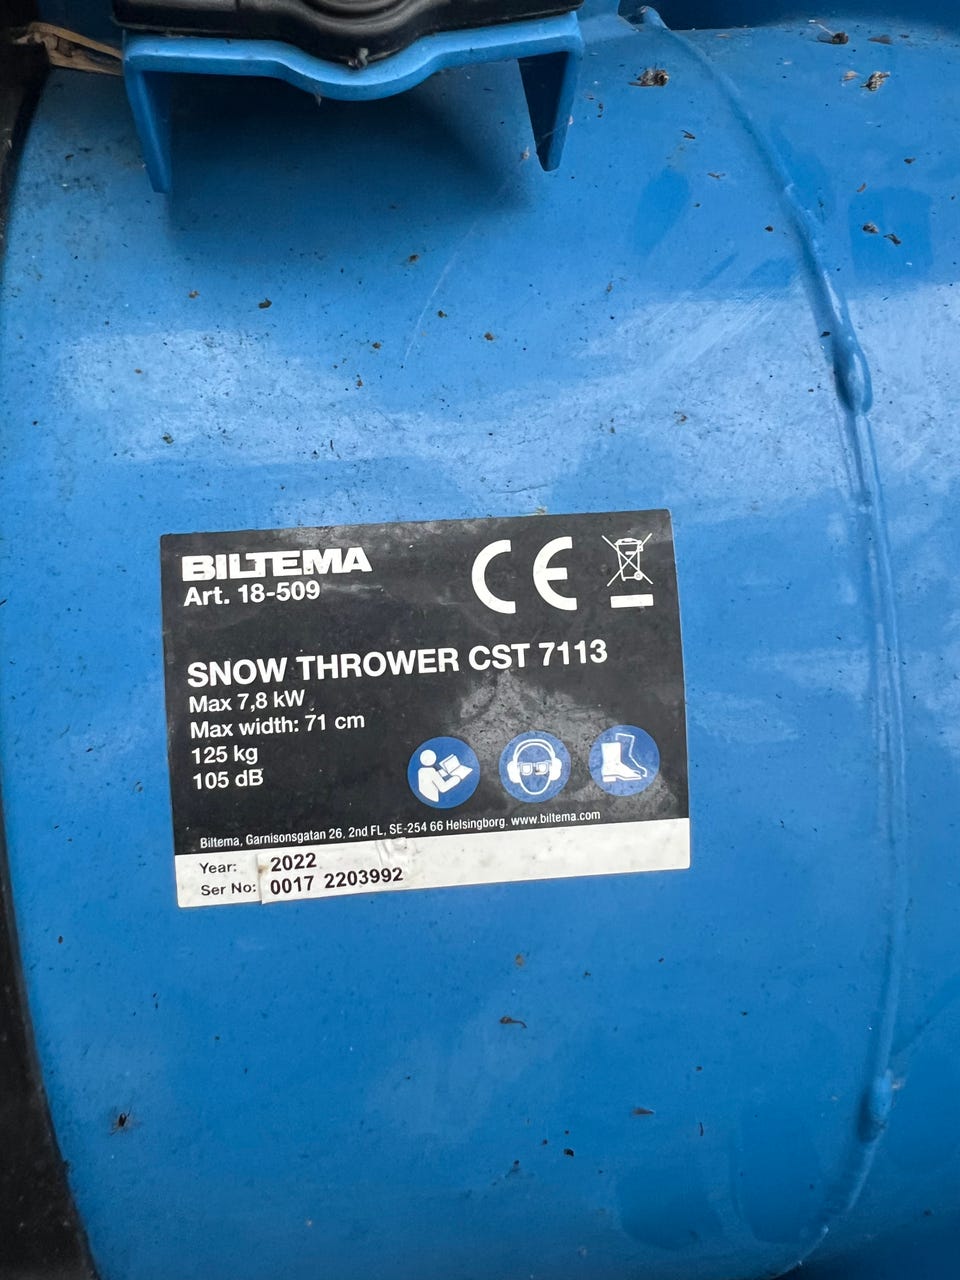 BILTEMA
Art. 18-509
CE
SNOW THROWER CST 7113
Max 7,8 kW
Max width: 71 cm
125 kg
105 dB
Biltema, Garnisonsgatan 26, 2nd FL, SE-254 66 Helsingborg. www.biltema.com
Year: 2022
Ser No: 0017 2203992